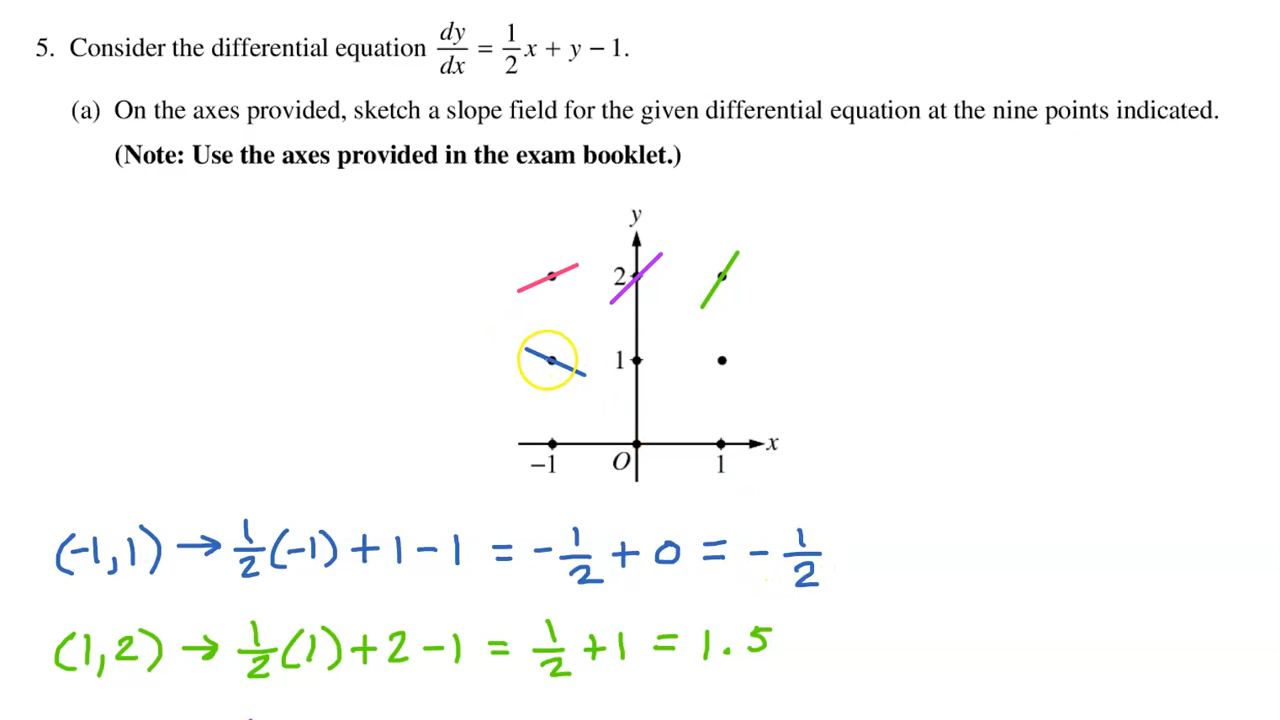 5. Consider the differential equation dy/dx = 1/2 x + y − 1.
(a) On the axes provided, sketch a slope field for the given differential equation at the nine points indicated.
(Note: Use the axes provided in the exam booklet.)
y
2
1
x
−1 O 1
(-1,1) → 1/2(-1) + 1 - 1 = -1/2 + 0 = -1/2
(1,2) → 1/2(1) + 2 - 1 = 1/2 + 1 = 1.5